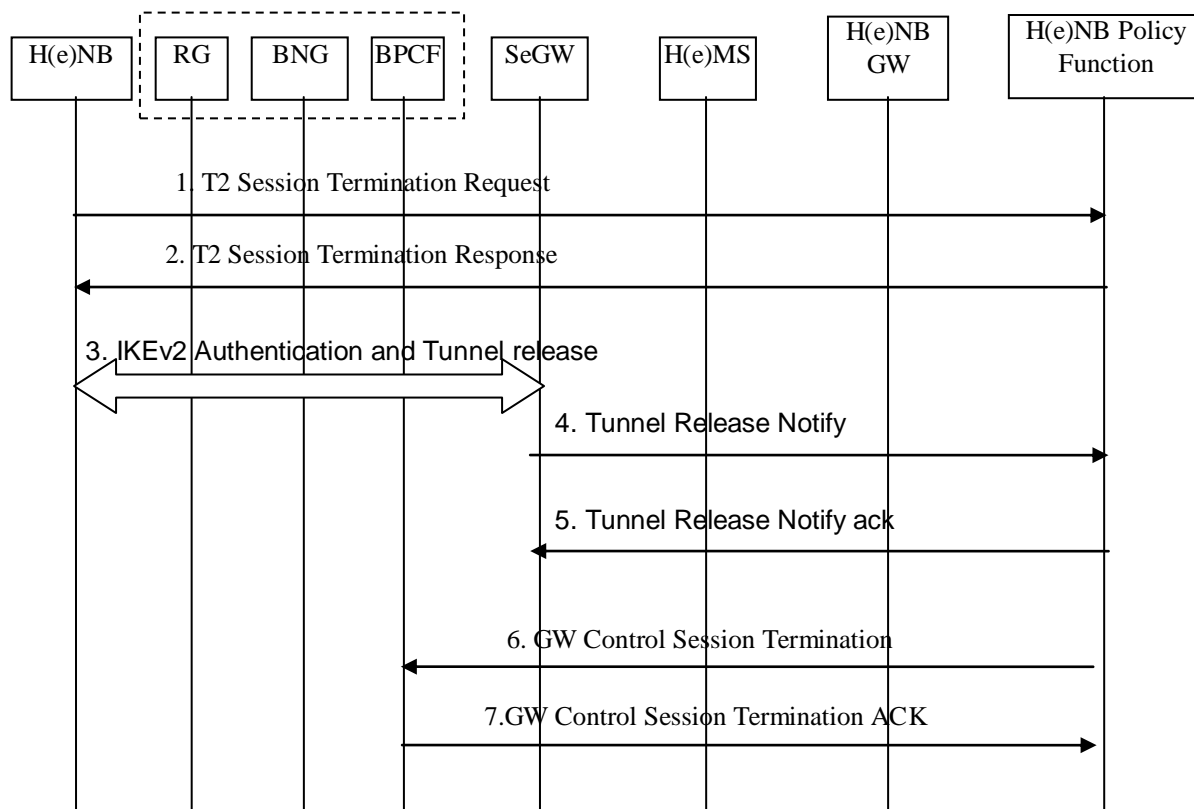 H(e)NB
RG
BNG
BPCF
SeGW
H(e)MS
H(e)NB
GW
H(e)NB Policy
Function
1. T2 Session Termination Request
2. T2 Session Termination Response
3. IKEv2 Authentication and Tunnel release
4. Tunnel Release Notify
5. Tunnel Release Notify ack
6. GW Control Session Termination
7.GW Control Session Termination ACK